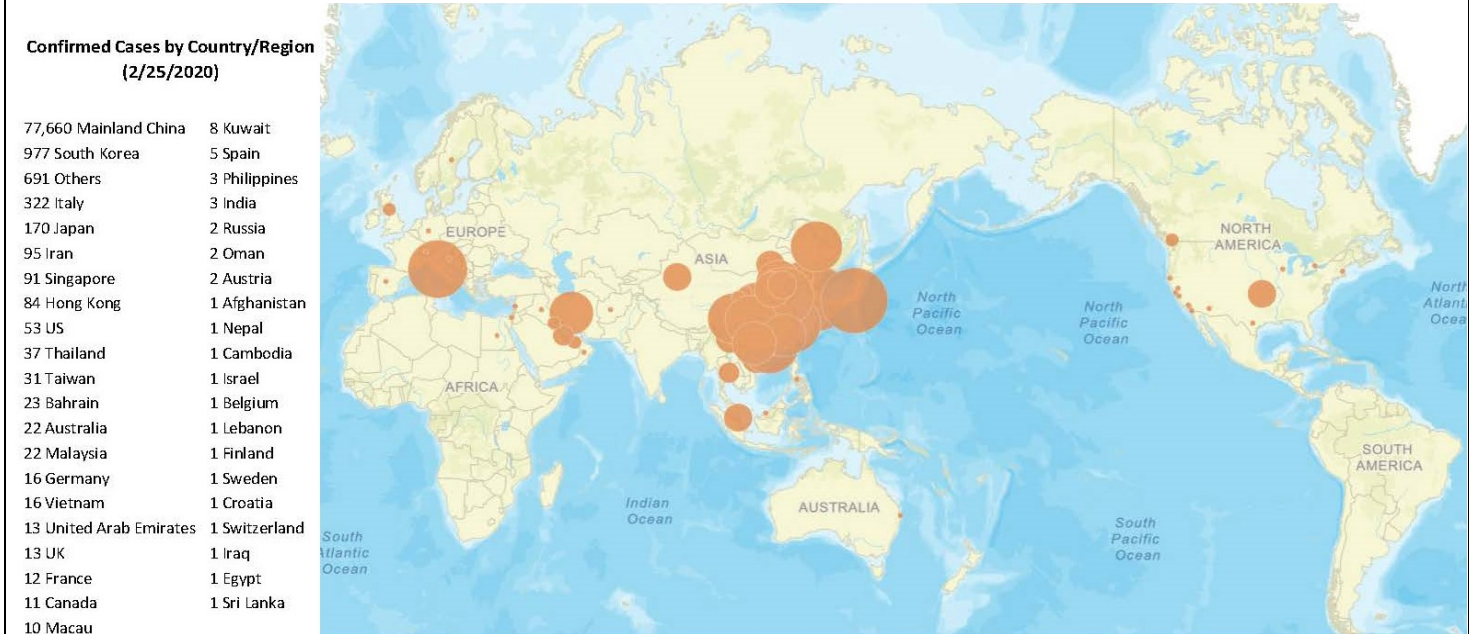 Confirmed Cases by Country/Region
(2/25/2020)
77,660 Mainland China
977 South Korea
691 Others
322 Italy
170 Japan
95 Iran
91 Singapore
84 Hong Kong
53 US
37 Thailand
31 Taiwan
23 Bahrain
22 Australia
22 Malaysia
16 Germany
16 Vietnam
13 United Arab Emirates
13 UK
12 France
11 Canada
10 Macau
8 Kuwait
5 Spain
3 Philippines
3 India
2 Russia
2 Oman
2 Austria
1 Afghanistan
1 Nepal
1 Cambodia
1 Israel
1 Belgium
1 Lebanon
1 Finland
1 Sweden
1 Croatia
1 Switzerland
1 Iraq
1 Egypt
1 Sri Lanka
EUROPE
ASIA
NORTH
AMERICA
North
Pacific
Ocean
North
Pacific
Ocean
North
Atlant
Ocea
AFRICA
SOUTH
AMERICA
Indian
Ocean
AUSTRALIA
South
Pacific
Ocean
South
Atlantic
Ocean